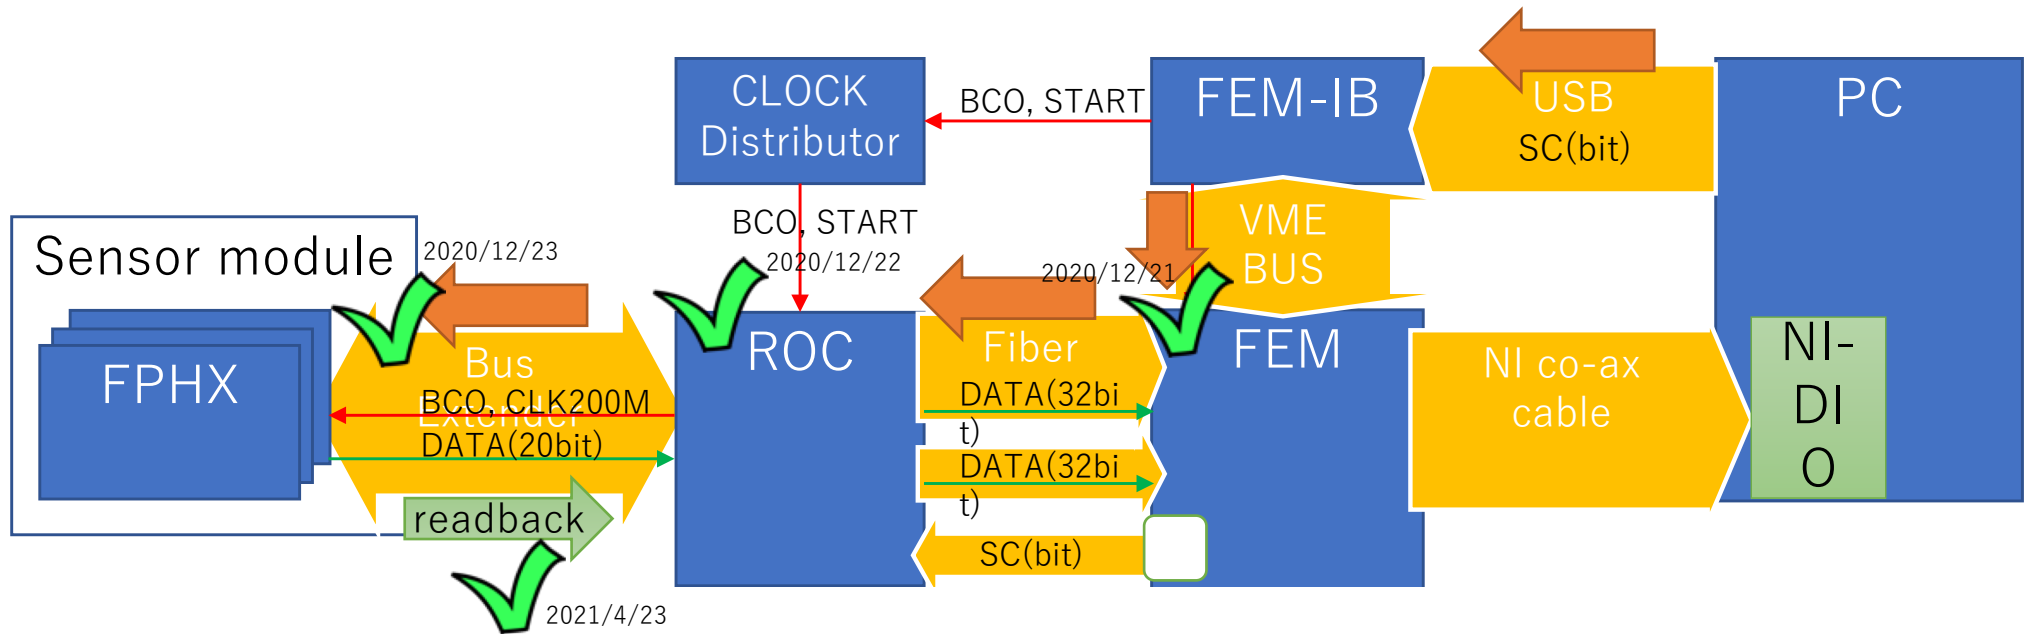 CLOCK
Distributor
BCO, START
FEM-IB
USB
SC(bit)
PC
BCO, START
2020/12/22
VME
BUS
2020/12/21
Sensor module
2020/12/23
FPHX
Bus
Extender
BCO, CLK200M
DATA(20bit)
readback
2021/4/23
ROC
Fiber
DATA(32bi
t)
DATA(32bi
t)
SC(bit)
FEM
NI co-ax
cable
NI-
DI
O